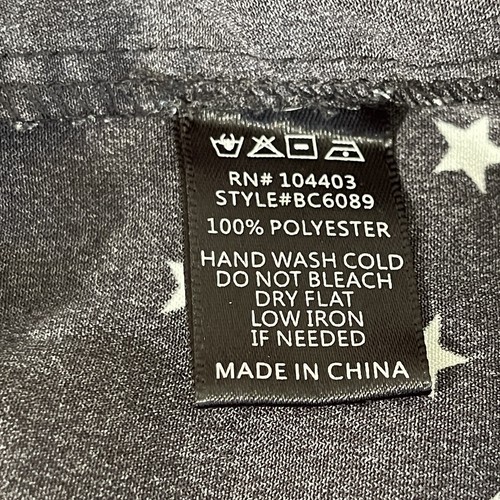 RN# 104403
STYLE#BC6089
100% POLYESTER
HAND WASH COLD
DO NOT BLEACH
DRY FLAT
LOW IRON
IF NEEDED
MADE IN CHINA